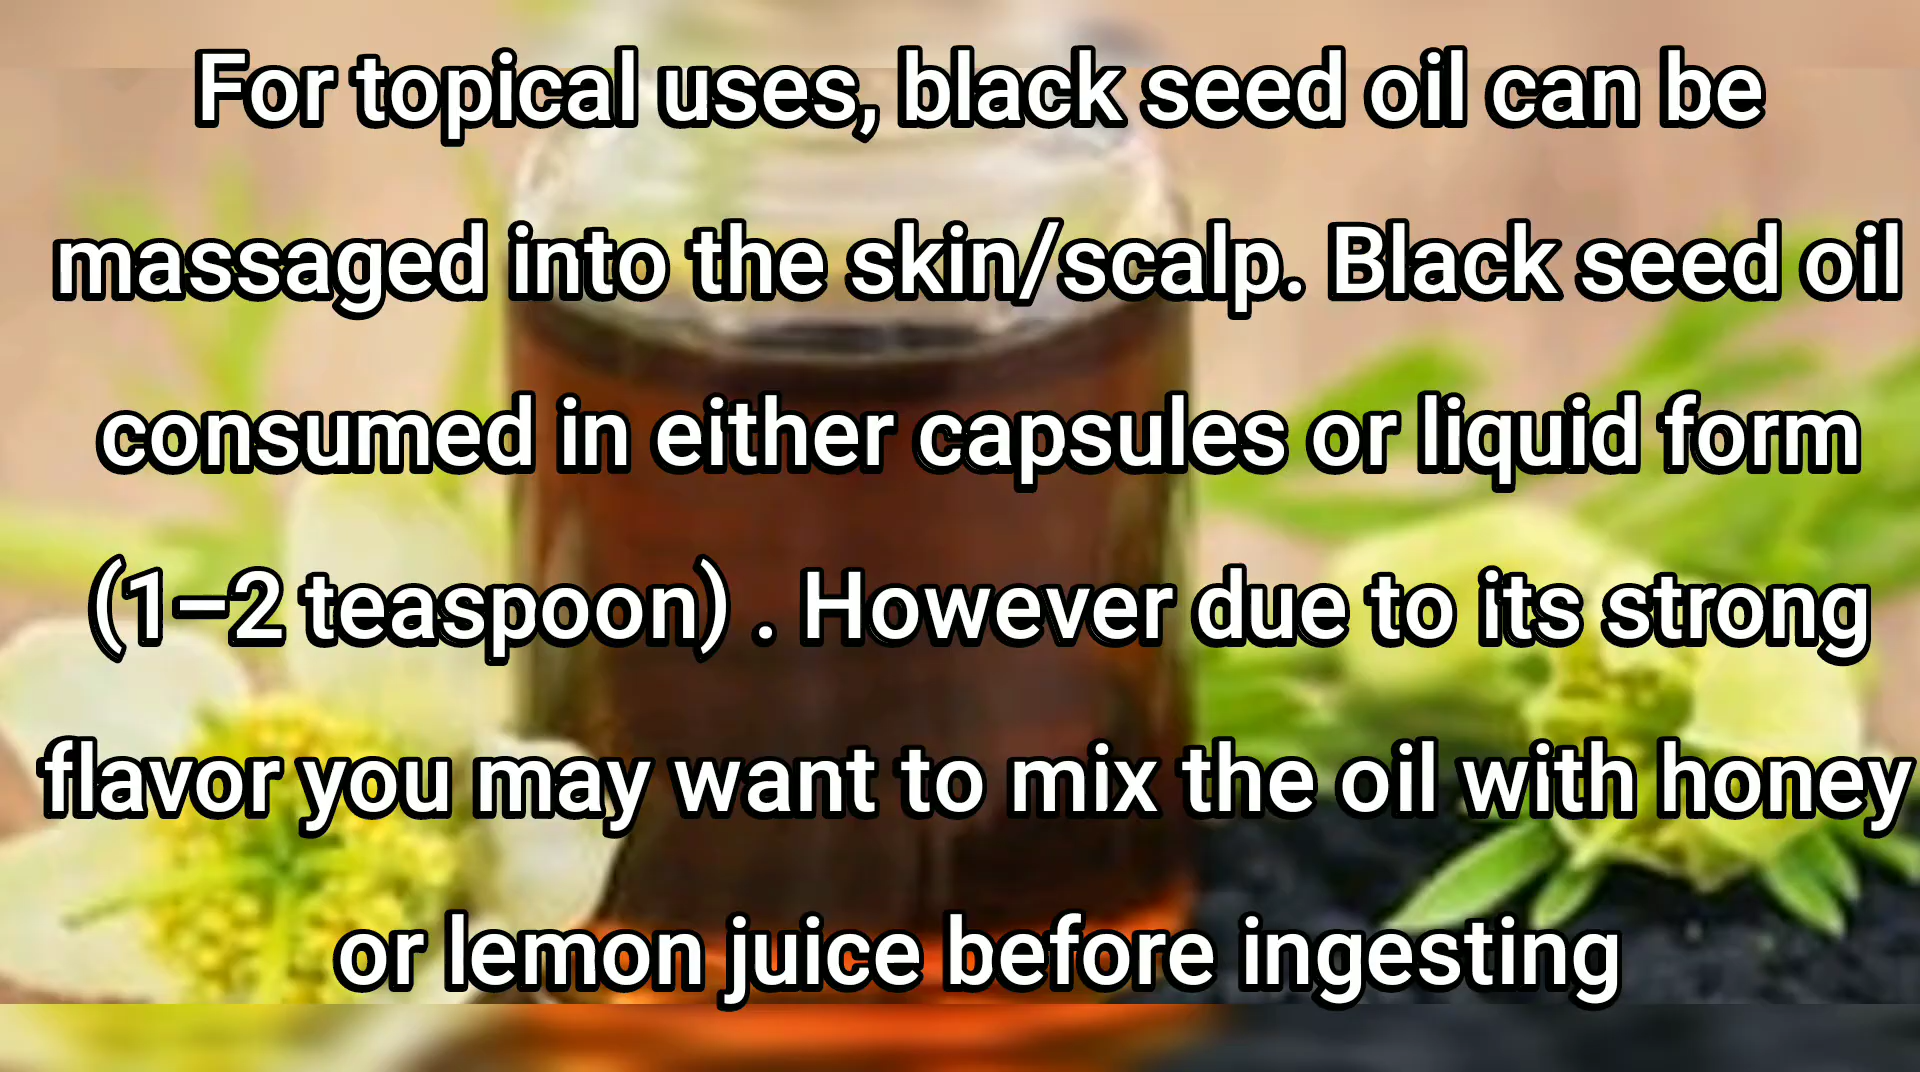 For topical uses, black seed oil can be
massaged into the skin/scalp. Black seed oil
consumed in either capsules or liquid form
(1–2 teaspoon) . However due to its strong
flavor you may want to mix the oil with honey
or lemon juice before ingesting